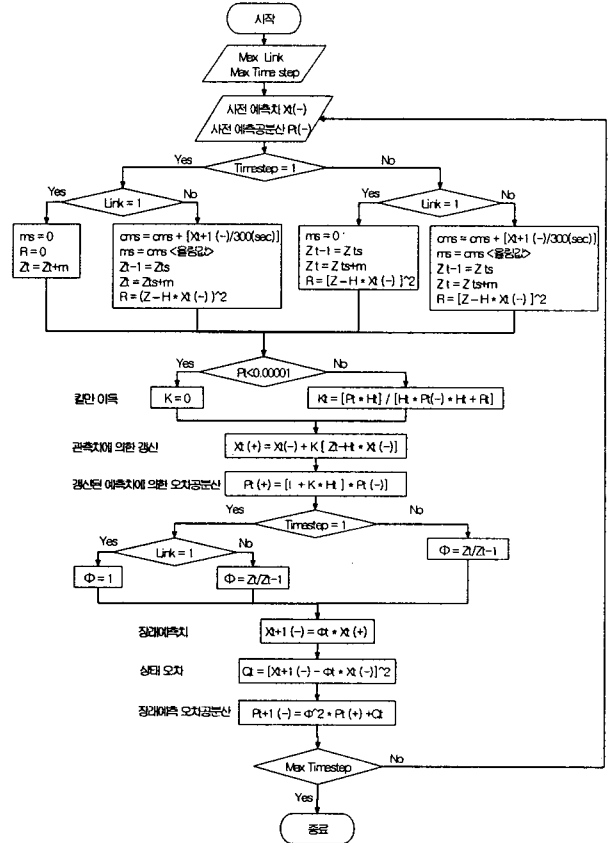 시작
Max Link
Max Time step
사전 예측치 Xt(-)
사전 예측공분산 Pt(-)
Yes
Timestep = 1
No
Yes
Link = 1
No
Yes
Link = 1
No
ms = 0
R = 0
Zt = Zt+m
cms = cms + [Xt+1 (-)/300(sec)]
ms = cms <올림값>
Zt-1 = Zts
Zt = Zts+m
R = (Z-H* Xt (-) )^2
ms = 0
Zt-1 = Zts
Zt = Zts+m
R = [Z-H* Xt (-) ]^2
cms = cms + [Xt+1 (-)/300(sec)]
ms = cms <올림값>
Zt-1 = Zts
Zt = Zts+m
R = [Z-H* Xt (-) ]^2
Yes
Pt<0.00001
No
칼만 이득
K = 0
Kt = [Pt * Ht] / [Ht * Pt(-) * Ht + Rt]
관측치에 의한 갱신
Xt (+) = Xt(-) + K [ Zt-Ht * Xt (-)]
갱신된 예측치에 의한 오차공분산
Pt (+) = [I + K * Ht ] * Pt (-)]
Yes
Timestep = 1
No
Yes
Link = 1
No
Φ = Zt/Zt-1
Φ = 1
Φ = Zt/Zt-1
장래예측치
Xt+1 (-) = Φt * Xt (+)
상태 오차
Qt = [Xt+1 (-) - Φt * Xt (-)]^2
장래예측 오차공분산
Pt+1 (-) = Φ^2 * Pt (+) +Qt
Max Timestep
No
Yes
종료